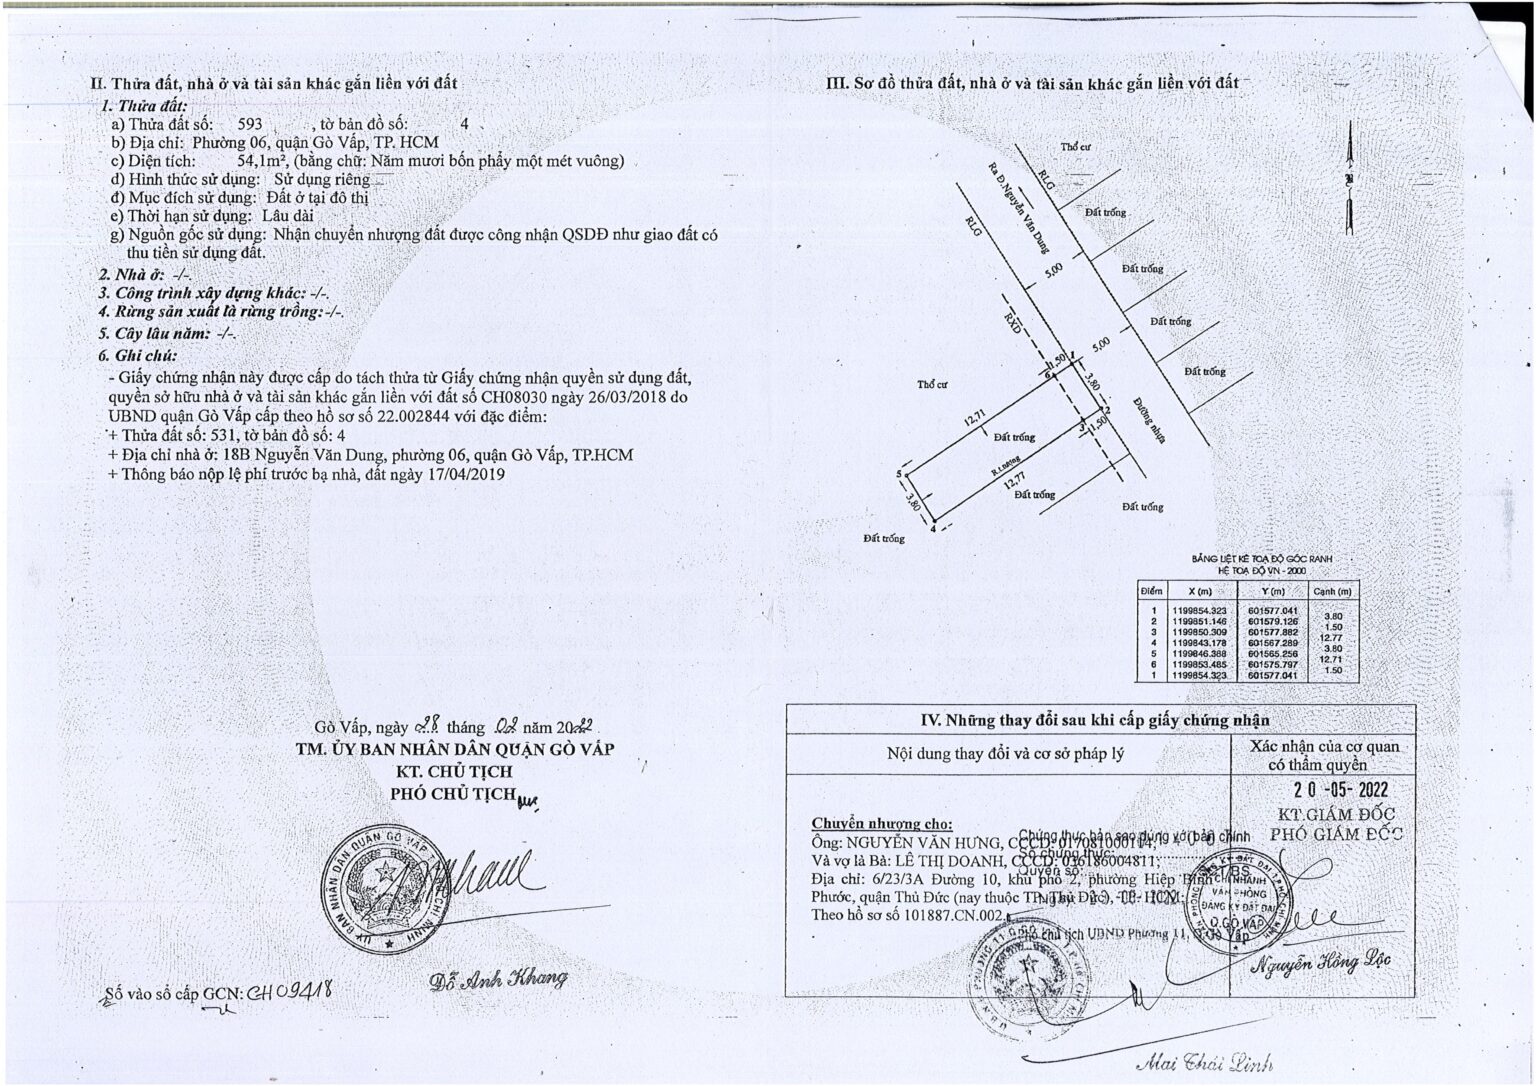 II. Thửa đất, nhà ở và tài sản khác gắn liền với đất
1. Thửa đất:
a) Thửa đất số: 593 , tờ bản đồ số: 4
b) Địa chỉ: Phường 06, quận Gò Vấp, TP. HCM
c) Diện tích: 54,1m², (bằng chữ: Năm mươi bốn phẩy một mét vuông)
d) Hình thức sử dụng: Sử dụng riêng
đ) Mục đích sử dụng: Đất ở tại đô thị
e) Thời hạn sử dụng: Lâu dài
g) Nguồn gốc sử dụng: Nhận chuyển nhượng đất được công nhận QSDĐ như giao đất có
thu tiền sử dụng đất.
2. Nhà ở: -/-.
3. Công trình xây dựng khác: -/-.
4. Rừng sản xuất là rừng trồng:-/-.
5. Cây lâu năm: -/-.
6. Ghi chú:
- Giấy chứng nhận này được cấp do tách thửa từ Giấy chứng nhận quyền sử dụng đất,
quyền sở hữu nhà ở và tài sản khác gắn liền với đất số CH08030 ngày 26/03/2018 do
UBND quận Gò Vấp cấp theo hồ sơ số 22.002844 với đặc điểm:
+ Thửa đất số: 531, tờ bản đồ số: 4
+ Địa chỉ nhà ở: 18B Nguyễn Văn Dung, phường 06, quận Gò Vấp, TP.HCM
+ Thông báo nộp lệ phí trước bạ nhà, đất ngày 17/04/2019
Gò Vấp, ngày 28 tháng 02 năm 2022.
TM. ỦY BAN NHÂN DÂN QUẬN GÒ VẤP
KT. CHỦ TỊCH
PHÓ CHỦ TỊCH
ỦY BAN NHÂN DÂN QUẬN GÒ VẤP T.P HỒ CHÍ MINH
Đỗ Anh Khang
Số vào sổ cấp GCN: CH09418
III. Sơ đồ thửa đất, nhà ở và tài sản khác gắn liền với đất
Thổ cư
RLG
Ra Đ.Nguyễn Văn Dung
RLG
Đất trống
5,00
Đất trống
RXD
Đất trống
5,00
1,50
1
6
3,80
Đất trống
Thổ cư
2
3
1,50
Đường nhựa
12,71
Đất trống
R.tường
12,77
Đất trống
5
3,80
4
Đất trống
Đất trống
BẢNG LIỆT KÊ TOẠ ĐỘ GÓC RANH
HỆ TOẠ ĐỘ VN - 2000
Điểm X (m) Y (m) Cạnh (m)
1 1199854.323 601577.041
3.80
2 1199851.146 601579.126
1.50
3 1199850.309 601577.882
12.77
4 1199843.178 601567.289
3.80
5 1199846.388 601565.256
12.71
6 1199853.485 601575.797
1.50
1 1199854.323 601577.041
IV. Những thay đổi sau khi cấp giấy chứng nhận
Nội dung thay đổi và cơ sở pháp lý
Xác nhận của cơ quan
có thẩm quyền
20 -05- 2022
KT.GIÁM ĐỐC
PHÓ GIÁM ĐỐC
Chuyển nhượng cho:
Chứng thực bản sao đúng với bản chính
Ông: NGUYỄN VĂN HƯNG, CCCD:
Số chứng thực:
Và vợ là Bà: LÊ THỊ DOANH, CCCD: 036186004811;
Quyển số:
Địa chỉ: 6/23/3A Đường 10, khu phố 2, phường Hiệp Bình
Phước, quận Thủ Đức (nay thuộc TP. Thủ Đức),
Theo hồ sơ số 101887.CN.002.
chủ tịch UBND Phường 11,
CHI NHÁNH
VĂN PHÒNG
ĐĂNG KÝ ĐẤT ĐAI
Q.GÒ VẤP
Nguyễn Hồng Lộc
Mai Thái Linh